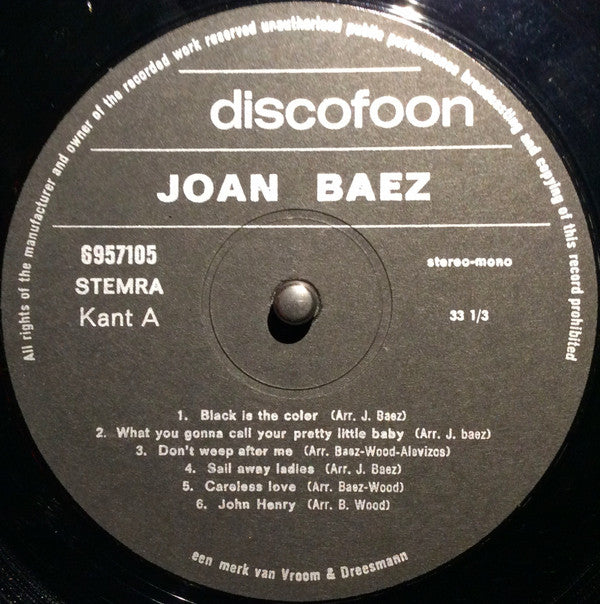 All rights of the manufacturer and owner of the recorded work reserved unauthorised public performance broadcasting and copying of this record prohibited
discofoon
JOAN BAEZ
6957105
STEMRA
Kant A
stereo-mono
33 1/3
1. Black is the color (Arr. J. Baez)
2. What you gonna call your pretty little baby (Arr. J. baez)
3. Don't weep after me (Arr. Baez-Wood-Alevizos)
4. Sail away ladies (Arr. J. Baez)
5. Careless love (Arr. Baez-Wood)
6. John Henry (Arr. B. Wood)
een merk van Vroom & Dreesmann